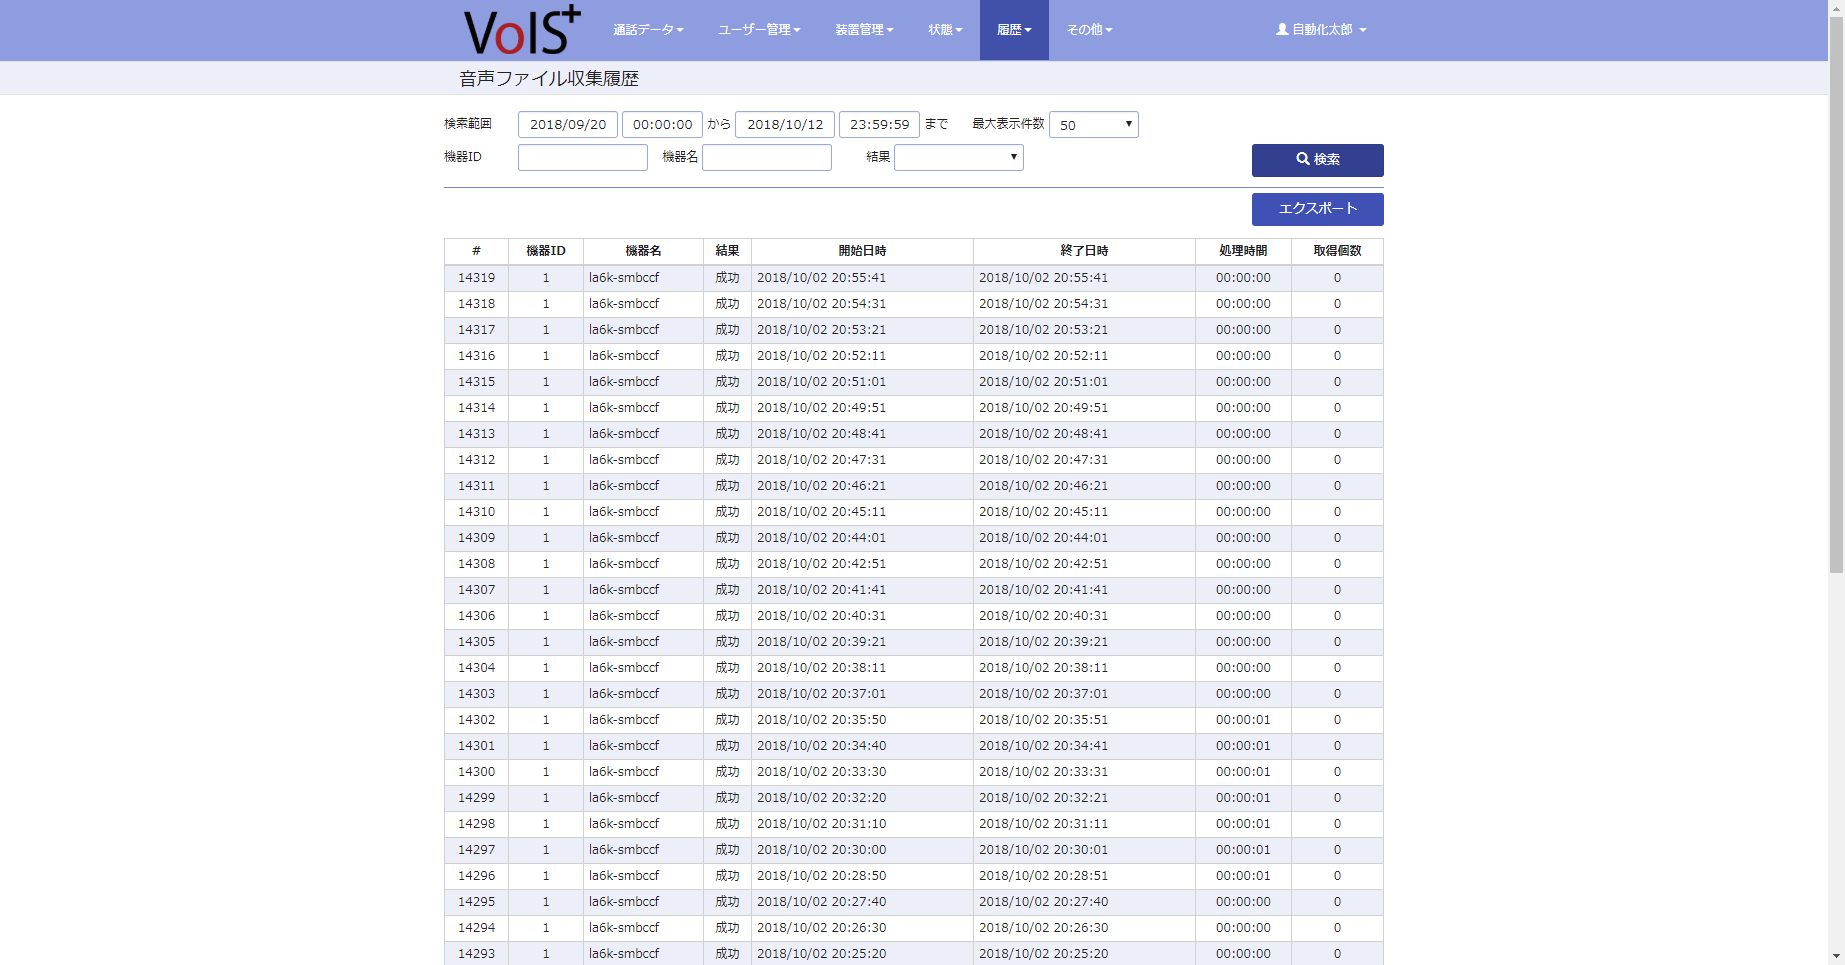 VoIS+ 通話データ ユーザー管理 装置管理 状態 履歴 その他 自動化太郎
音声ファイル収集履歴
検索範囲 2018/09/20 00:00:00 から 2018/10/12 23:59:59 まで 最大表示件数 50
機器ID 機器名 結果 検索
エクスポート
# 機器ID 機器名 結果 開始日時 終了日時 処理時間 取得個数
14319 1 la6k-smbccf 成功 2018/10/02 20:55:41 2018/10/02 20:55:41 00:00:00 0
14318 1 la6k-smbccf 成功 2018/10/02 20:54:31 2018/10/02 20:54:31 00:00:00 0
14317 1 la6k-smbccf 成功 2018/10/02 20:53:21 2018/10/02 20:53:21 00:00:00 0
14316 1 la6k-smbccf 成功 2018/10/02 20:52:11 2018/10/02 20:52:11 00:00:00 0
14315 1 la6k-smbccf 成功 2018/10/02 20:51:01 2018/10/02 20:51:01 00:00:00 0
14314 1 la6k-smbccf 成功 2018/10/02 20:49:51 2018/10/02 20:49:51 00:00:00 0
14313 1 la6k-smbccf 成功 2018/10/02 20:48:41 2018/10/02 20:48:41 00:00:00 0
14312 1 la6k-smbccf 成功 2018/10/02 20:47:31 2018/10/02 20:47:31 00:00:00 0
14311 1 la6k-smbccf 成功 2018/10/02 20:46:21 2018/10/02 20:46:21 00:00:00 0
14310 1 la6k-smbccf 成功 2018/10/02 20:45:11 2018/10/02 20:45:11 00:00:00 0
14309 1 la6k-smbccf 成功 2018/10/02 20:44:01 2018/10/02 20:44:01 00:00:00 0
14308 1 la6k-smbccf 成功 2018/10/02 20:42:51 2018/10/02 20:42:51 00:00:00 0
14307 1 la6k-smbccf 成功 2018/10/02 20:41:41 2018/10/02 20:41:41 00:00:00 0
14306 1 la6k-smbccf 成功 2018/10/02 20:40:31 2018/10/02 20:40:31 00:00:00 0
14305 1 la6k-smbccf 成功 2018/10/02 20:39:21 2018/10/02 20:39:21 00:00:00 0
14304 1 la6k-smbccf 成功 2018/10/02 20:38:11 2018/10/02 20:38:11 00:00:00 0
14303 1 la6k-smbccf 成功 2018/10/02 20:37:01 2018/10/02 20:37:01 00:00:00 0
14302 1 la6k-smbccf 成功 2018/10/02 20:35:50 2018/10/02 20:35:51 00:00:01 0
14301 1 la6k-smbccf 成功 2018/10/02 20:34:40 2018/10/02 20:34:41 00:00:01 0
14300 1 la6k-smbccf 成功 2018/10/02 20:33:30 2018/10/02 20:33:31 00:00:01 0
14299 1 la6k-smbccf 成功 2018/10/02 20:32:20 2018/10/02 20:32:21 00:00:01 0
14298 1 la6k-smbccf 成功 2018/10/02 20:31:10 2018/10/02 20:31:11 00:00:01 0
14297 1 la6k-smbccf 成功 2018/10/02 20:30:00 2018/10/02 20:30:01 00:00:01 0
14296 1 la6k-smbccf 成功 2018/10/02 20:28:50 2018/10/02 20:28:51 00:00:01 0
14295 1 la6k-smbccf 成功 2018/10/02 20:27:40 2018/10/02 20:27:40 00:00:00 0
14294 1 la6k-smbccf 成功 2018/10/02 20:26:30 2018/10/02 20:26:30 00:00:00 0
14293 1 la6k-smbccf 成功 2018/10/02 20:25:20 2018/10/02 20:25:20 00:00:00 0